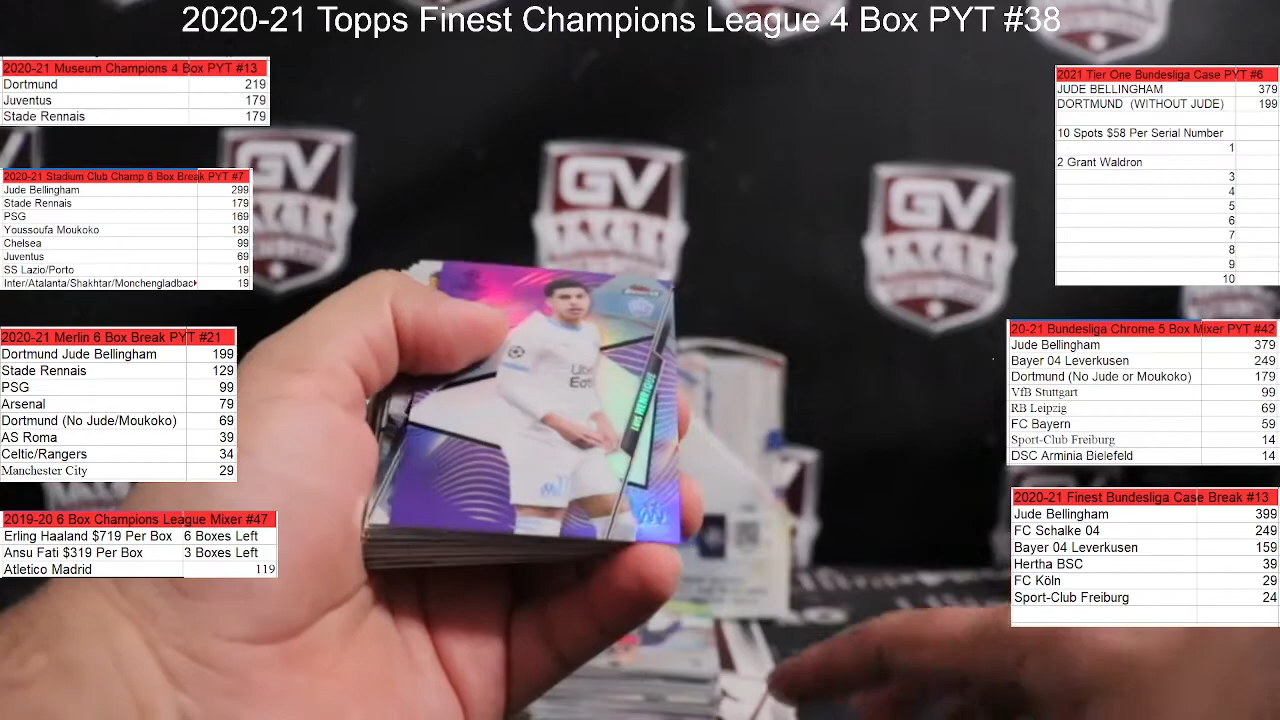 2020-21 Topps Finest Champions League 4 Box PYT #38
2020-21 Museum Champions 4 Box PYT #13
Dortmund 219
Juventus 179
Stade Rennais 179
2020-21 Stadium Club Champ 6 Box Break PYT #7
Jude Bellingham 299
Stade Rennais 179
PSG 169
Youssoufa Moukoko 139
Chelsea 99
Juventus 69
SS Lazio/Porto 19
Inter/Atalanta/Shakhtar/Monchengladbac 19
2020-21 Merlin 6 Box Break PYT #21
Dortmund Jude Bellingham 199
Stade Rennais 129
PSG 99
Arsenal 79
Dortmund (No Jude/Moukoko) 69
AS Roma 39
Celtic/Rangers 34
Manchester City 29
2019-20 6 Box Champions League Mixer #47
Erling Haaland $719 Per Box 6 Boxes Left
Ansu Fati $319 Per Box 3 Boxes Left
Atletico Madrid 119
GV
GV
GV
Uber
Eats
LUIS HENRIQUE
2021 Tier One Bundesliga Case PYT #6
JUDE BELLINGHAM 379
DORTMUND (WITHOUT JUDE) 199
10 Spots $58 Per Serial Number
1
2 Grant Waldron
3
4
5
6
7
8
9
10
20-21 Bundesliga Chrome 5 Box Mixer PYT #42
Jude Bellingham 379
Bayer 04 Leverkusen 249
Dortmund (No Jude or Moukoko) 179
VfB Stuttgart 99
RB Leipzig 69
FC Bayern 59
Sport-Club Freiburg 14
DSC Arminia Bielefeld 14
2020-21 Finest Bundesliga Case Break #13
Jude Bellingham 399
FC Schalke 04 249
Bayer 04 Leverkusen 159
Hertha BSC 39
FC Köln 29
Sport-Club Freiburg 24